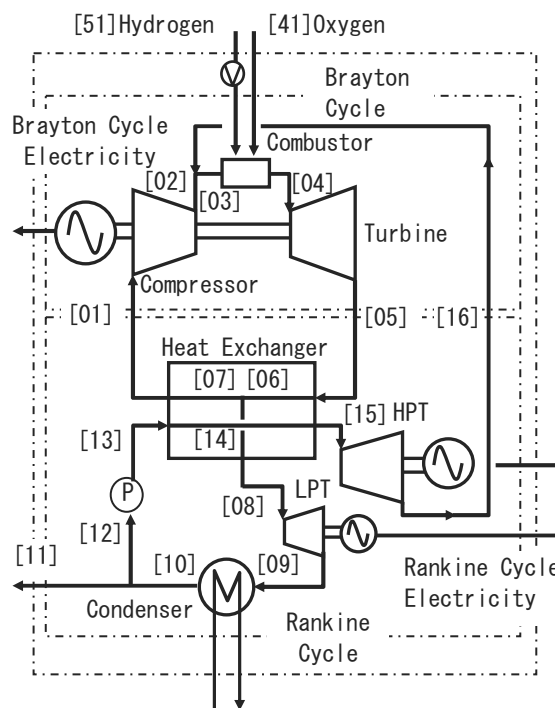 [51]Hydrogen
[41]Oxygen
V
Brayton
Cycle
Brayton Cycle
Electricity
Combustor
[02]
[03]
[04]
Turbine
Compressor
[01]
[05]
[16]
Heat Exchanger
[07]
[06]
[15]
HPT
[13]
[14]
P
LPT
[08]
[12]
[11]
[10]
[09]
Condenser
Rankine Cycle
Electricity
Rankine
Cycle